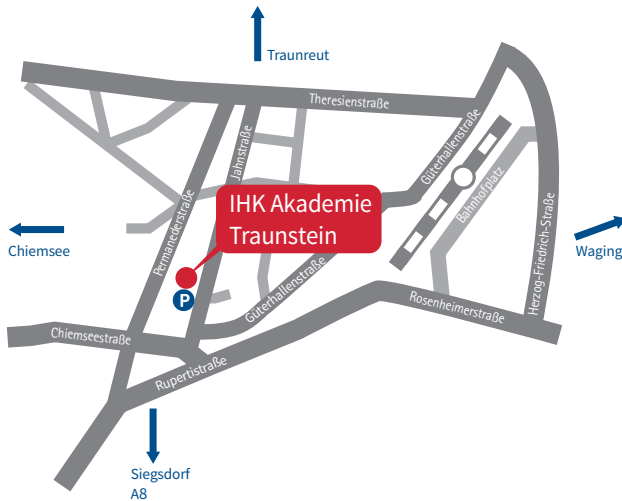 Traunreut
Theresienstraße
Jahnstraße
Güterhallenstraße
IHK Akademie
Traunstein
Permanederstraße
Bahnhofplatz
Chiemsee
Waging
Herzog-Friedrich-Straße
P
Güterhallenstraße
Rosenheimerstraße
Chiemseestraße
Rupertistraße
Siegsdorf
A8